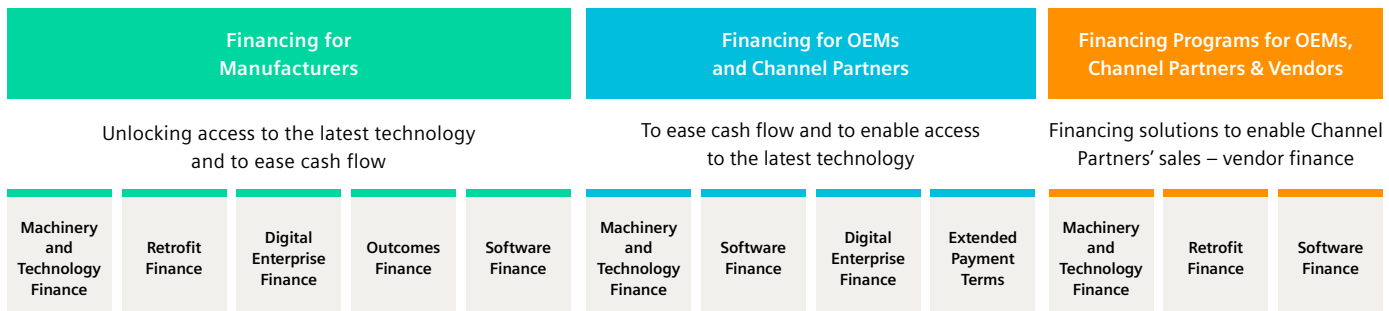 Financing for
Manufacturers
Unlocking access to the latest technology
and to ease cash flow
Machinery
and
Technology
Finance
Retrofit
Finance
Digital
Enterprise
Finance
Outcomes
Finance
Software
Finance
Financing for OEMs
and Channel Partners
To ease cash flow and to enable access
to the latest technology
Machinery
and
Technology
Finance
Software
Finance
Digital
Enterprise
Finance
Extended
Payment
Terms
Financing Programs for OEMs,
Channel Partners & Vendors
Financing solutions to enable Channel
Partners’ sales – vendor finance
Machinery
and
Technology
Finance
Retrofit
Finance
Software
Finance